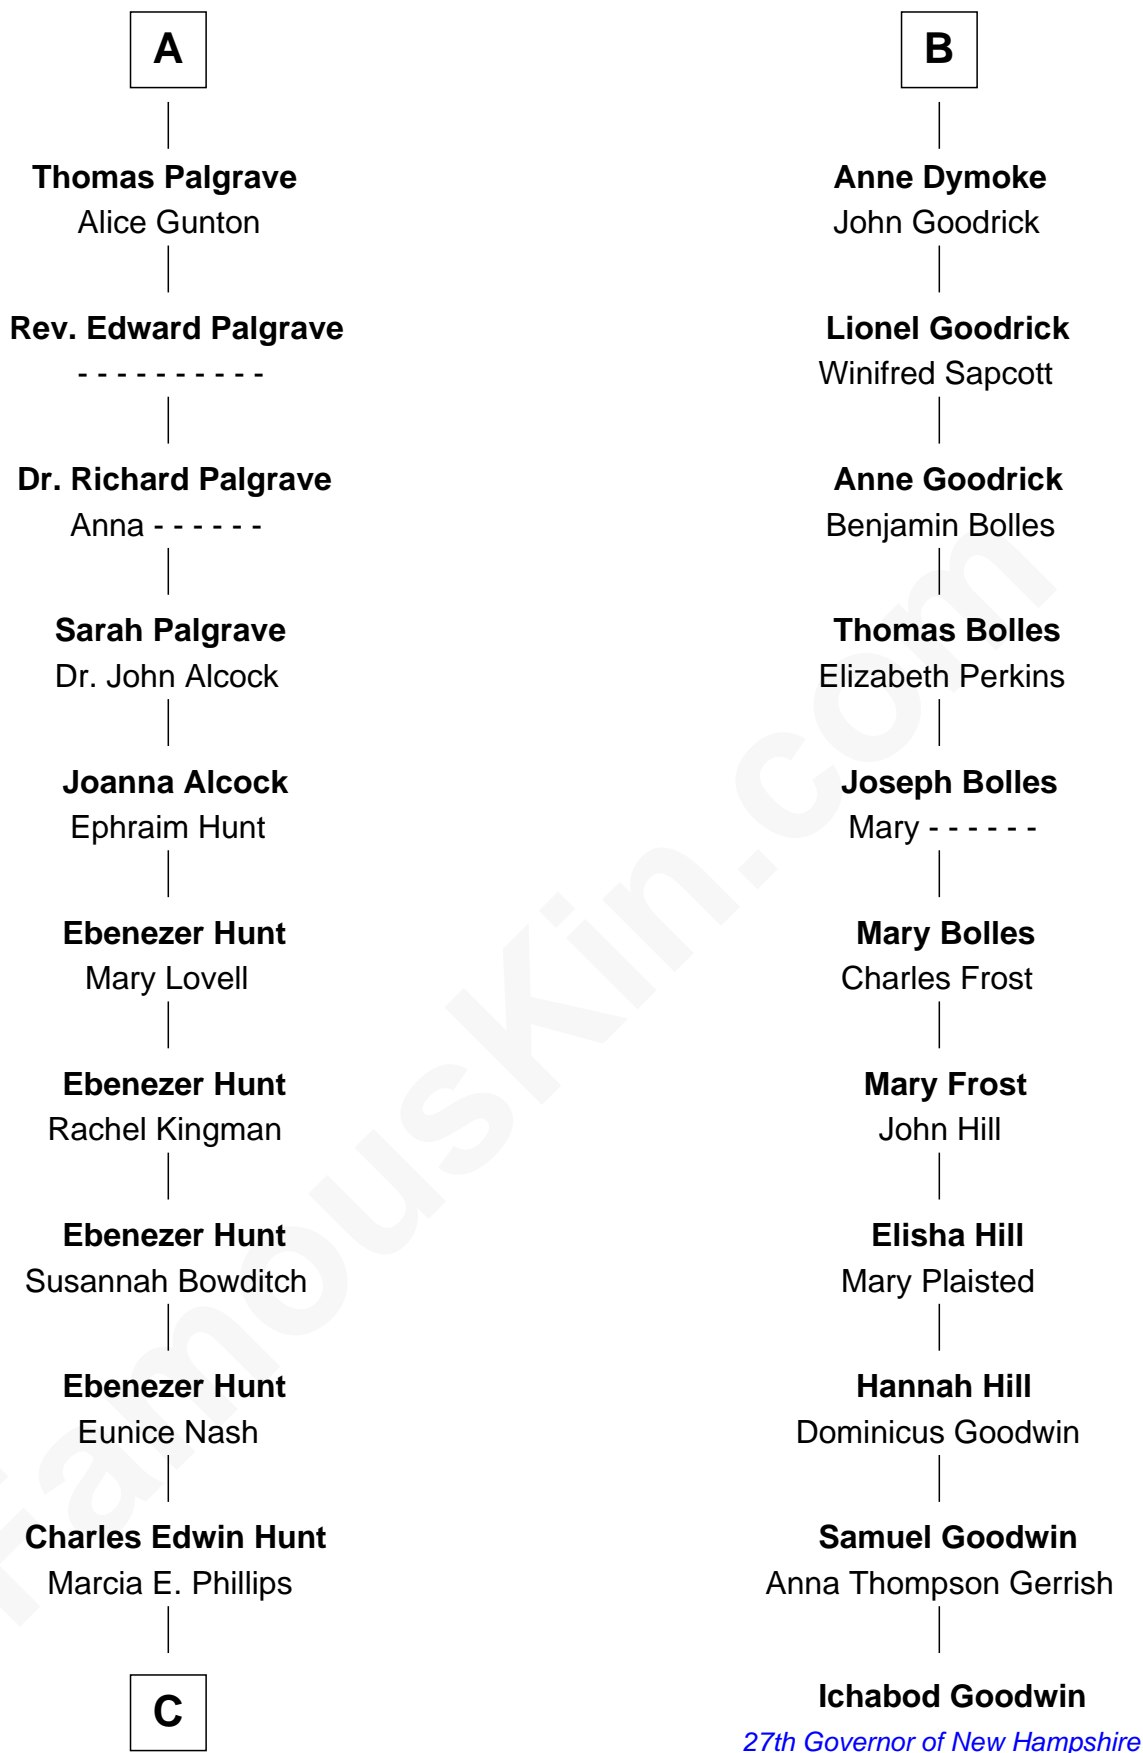 A
Thomas Palgrave
Alice Gunton
Rev. Edward Palgrave
- - - - - - - - - -
Dr. Richard Palgrave
Anna - - - - - -
Sarah Palgrave
Dr. John Alcock
Joanna Alcock
Ephraim Hunt
Ebenezer Hunt
Mary Lovell
Ebenezer Hunt
Rachel Kingman
Ebenezer Hunt
Susannah Bowditch
Ebenezer Hunt
Eunice Nash
Charles Edwin Hunt
Marcia E. Phillips
C
B
Anne Dymoke
John Goodrick
Lionel Goodrick
Winifred Sapcott
Anne Goodrick
Benjamin Bolles
Thomas Bolles
Elizabeth Perkins
Joseph Bolles
Mary - - - - - -
Mary Bolles
Charles Frost
Mary Frost
John Hill
Elisha Hill
Mary Plaisted
Hannah Hill
Dominicus Goodwin
Samuel Goodwin
Anna Thompson Gerrish
Ichabod Goodwin
27th Governor of New Hampshire
FamousKin.com